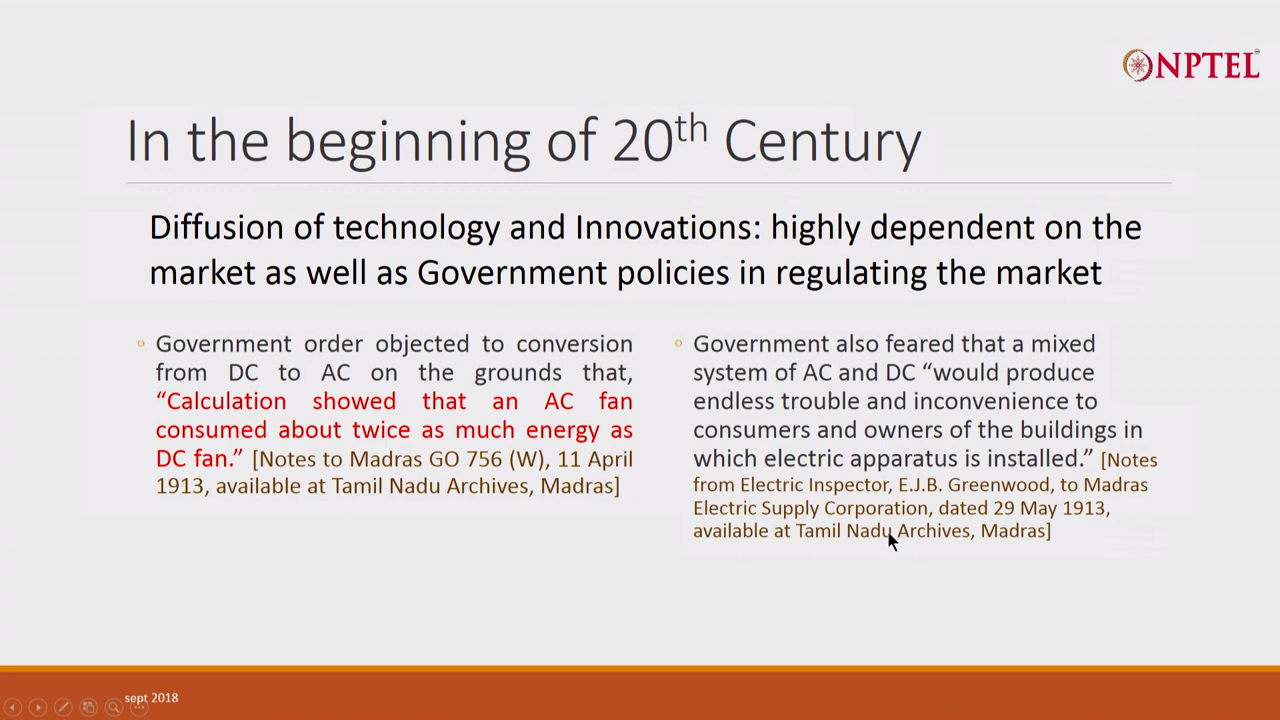 NPTEL
In the beginning of 20th Century
Diffusion of technology and Innovations: highly dependent on the
market as well as Government policies in regulating the market
Government order objected to conversion
from DC to AC on the grounds that,
“Calculation showed that an AC fan
consumed about twice as much energy as
DC fan.” [Notes to Madras GO 756 (W), 11 April
1913, available at Tamil Nadu Archives, Madras]
Government also feared that a mixed
system of AC and DC “would produce
endless trouble and inconvenience to
consumers and owners of the buildings in
which electric apparatus is installed.” [Notes
from Electric Inspector, E.J.B. Greenwood, to Madras
Electric Supply Corporation, dated 29 May 1913,
available at Tamil Nadu Archives, Madras]
sept 2018